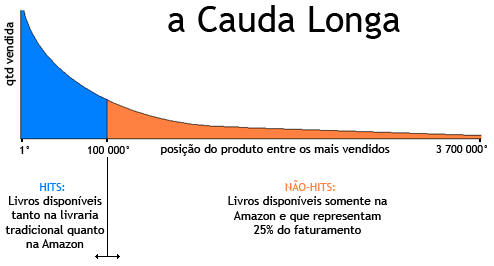 a Cauda Longa
qtd vendida
1°
100 000°
posição do produto entre os mais vendidos
3 700 000°
HITS:
Livros disponíveis
tanto na livraria
tradicional quanto
na Amazon
NÃO-HITS:
Livros disponíveis somente na
Amazon e que representam
25% do faturamento